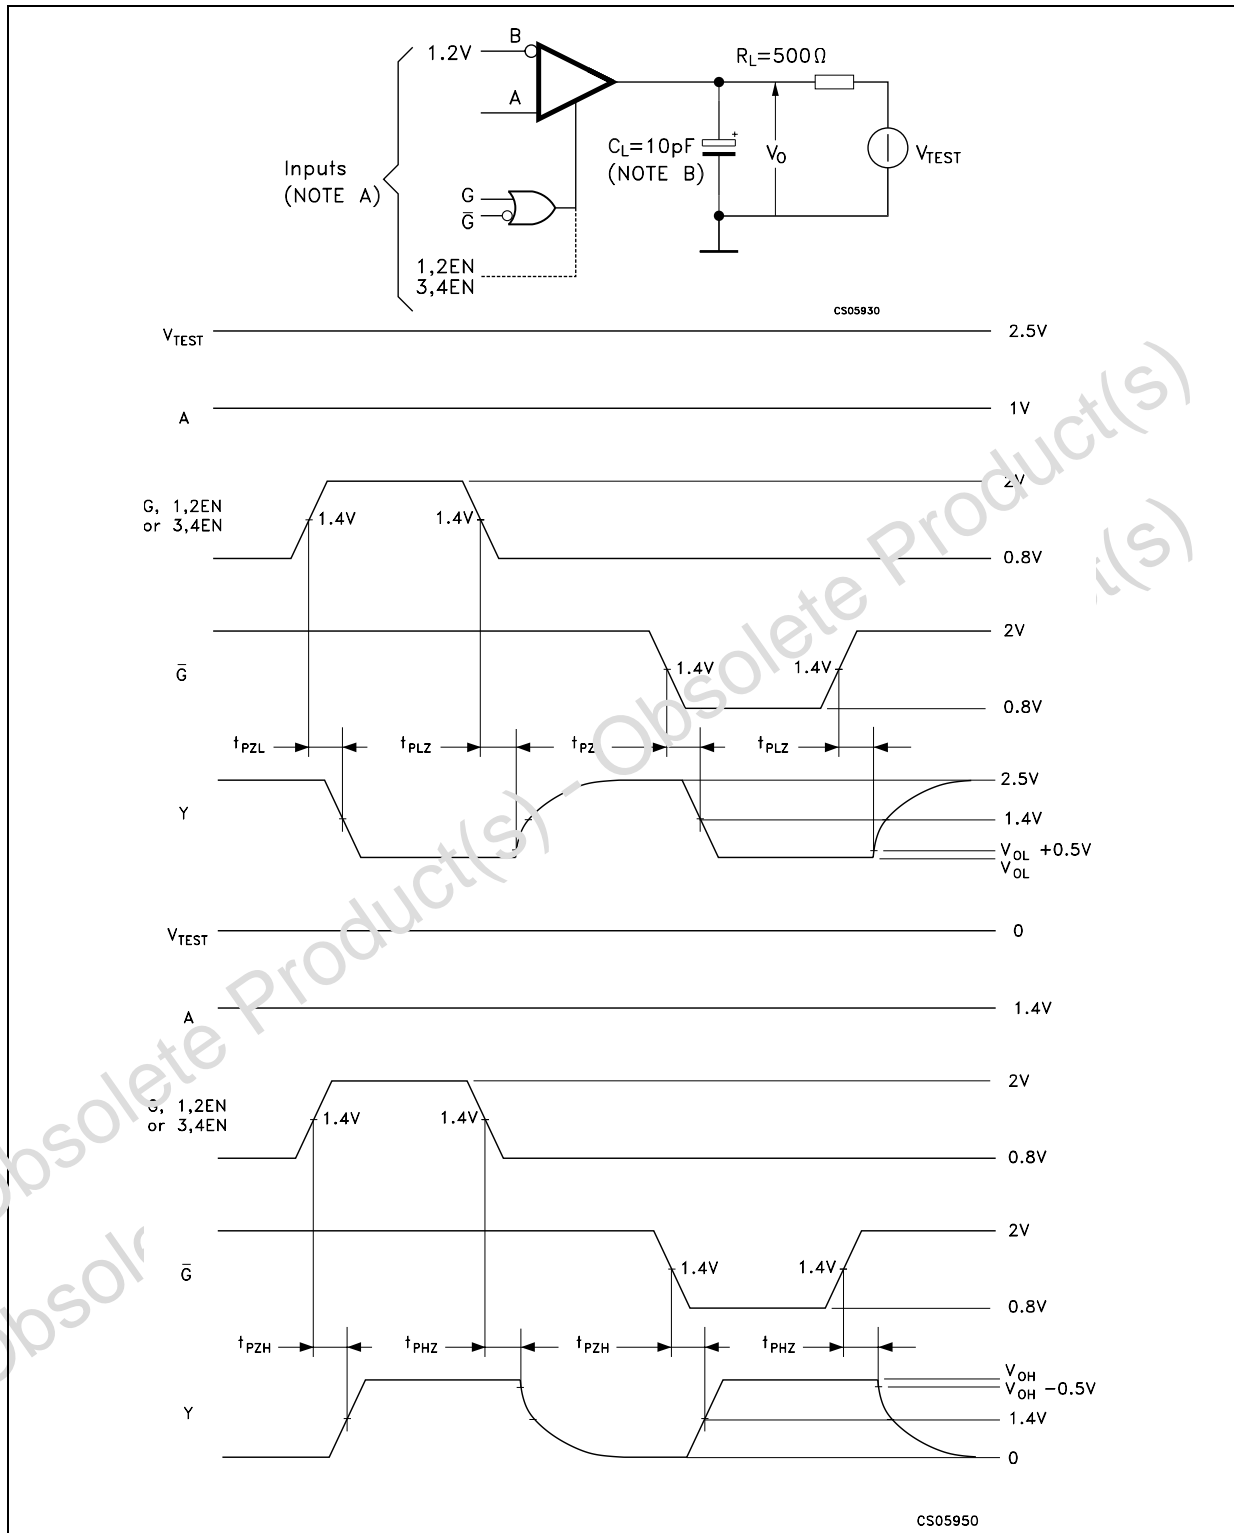 B
1.2V
A
R_L=500Ω
C_L=10pF
(NOTE B)
+
V_O
V_TEST
Inputs
(NOTE A)
G
G̅
1,2EN
3,4EN
CS05930
V_TEST 2.5V
A 1V
G, 1,2EN
or 3,4EN
1.4V 1.4V
2V
0.8V
G̅
1.4V 1.4V
2V
0.8V
t_PZL t_PLZ t_PZ t_PLZ
Y
2.5V
1.4V
V_OL +0.5V
V_OL
V_TEST 0
A 1.4V
G, 1,2EN
or 3,4EN
1.4V 1.4V
2V
0.8V
G̅
1.4V 1.4V
2V
0.8V
t_PZH t_PHZ t_PZH t_PHZ
Y
V_OH
V_OH -0.5V
1.4V
0
CS05950
Obsolete Product(s) - Obsolete Product(s)